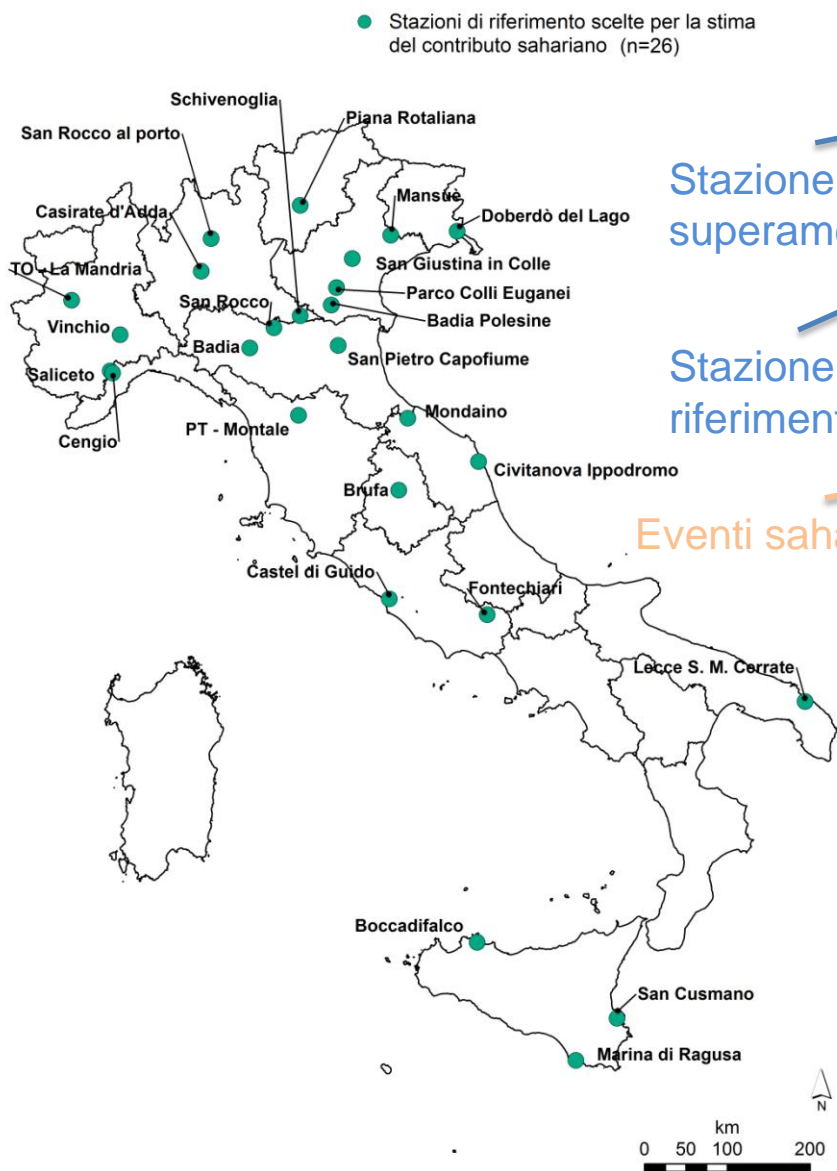 Stazioni di riferimento scelte per la stima
del contributo sahariano (n=26)
Schivenoglia
Piana Rotaliana
San Rocco al porto
Mansuè
Casirate d'Adda
Doberdò del Lago
San Giustina in Colle
TO - La Mandria
Parco Colli Euganei
San Rocco
Badia Polesine
Vinchio
Badia
San Pietro Capofiume
Saliceto
Mondaino
PT - Montale
Cengio
Civitanova Ippodromo
Brufa
Castel di Guido
Fontechiari
Lecce S. M. Cerrate
Boccadifalco
San Cusmano
Marina di Ragusa
Stazione
superame
Stazione
riferiment
Eventi saha
N
km
0 50 100 200